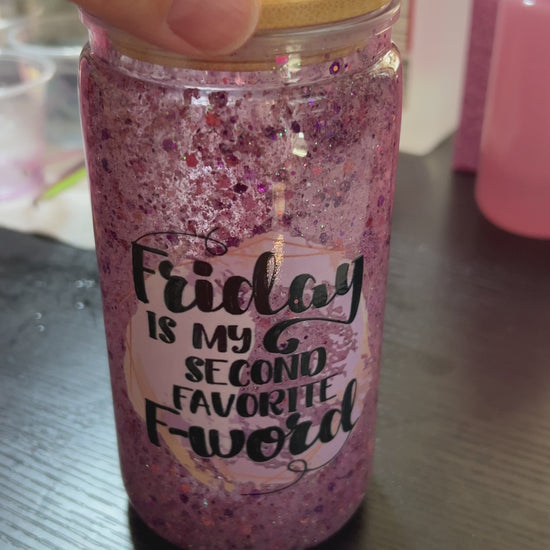 Friday
IS MY
SECOND
FAVORITE
F-word